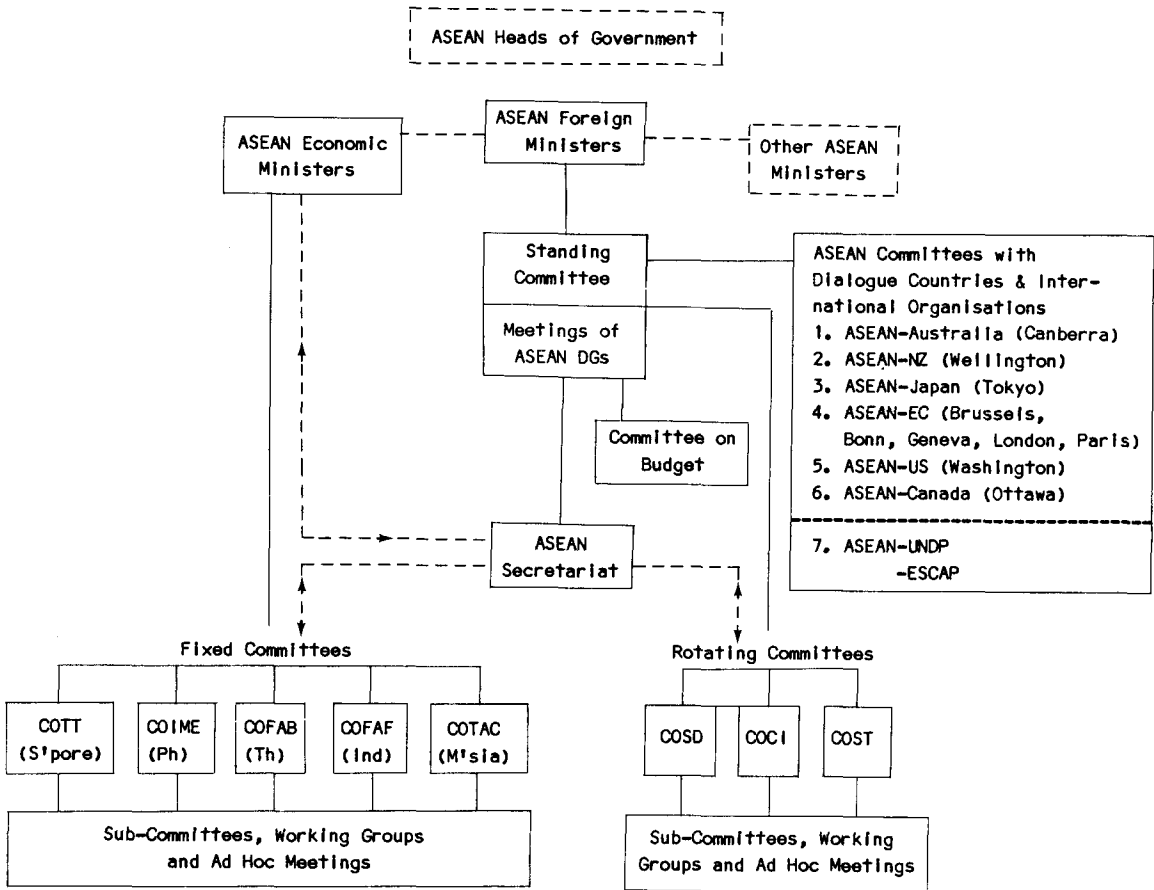 ASEAN Heads of Government
ASEAN Foreign
Ministers
ASEAN Economic
Ministers
Other ASEAN
Ministers
Standing
Committee
Meetings of
ASEAN DGs
ASEAN Committees with
Dialogue Countries & Inter-
national Organisations
1. ASEAN-Australia (Canberra)
2. ASEAN-NZ (Wellington)
3. ASEAN-Japan (Tokyo)
4. ASEAN-EC (Brussels,
Bonn, Geneva, London, Paris)
5. ASEAN-US (Washington)
6. ASEAN-Canada (Ottawa)
7. ASEAN-UNDP
-ESCAP
Committee on
Budget
ASEAN
Secretariat
Fixed Committees
COTT
(S'pore)
COIME
(Ph)
COFAB
(Th)
COFAF
(Ind)
COTAC
(M'sia)
Sub-Committees, Working Groups
and Ad Hoc Meetings
Rotating Committees
COSD
COCI
COST
Sub-Committees, Working
Groups and Ad Hoc Meetings